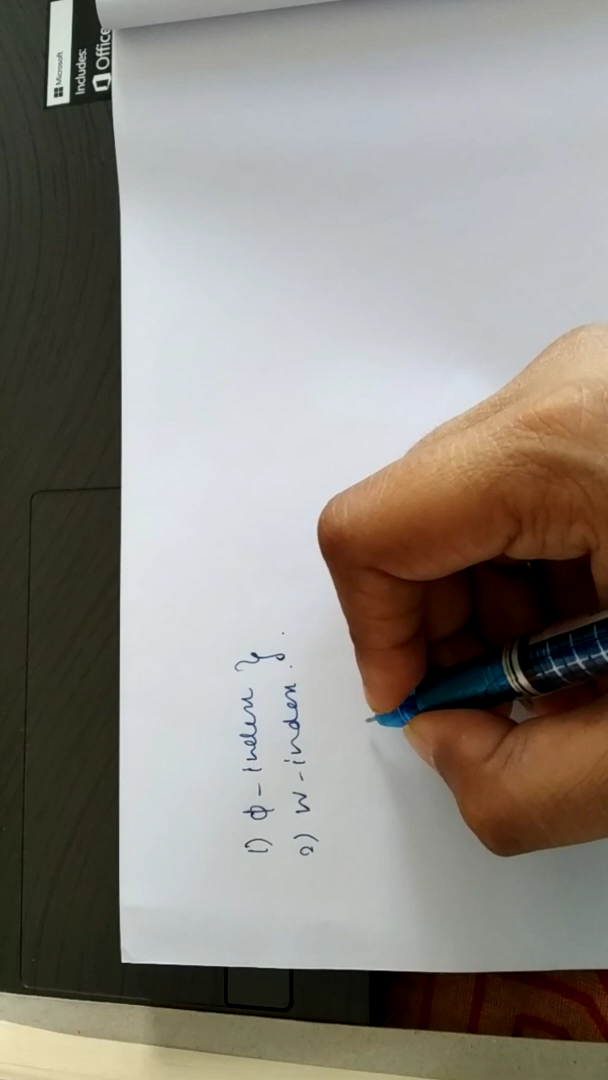 Microsoft
Includes:
Office
1) Φ - index }
2) W - index } .